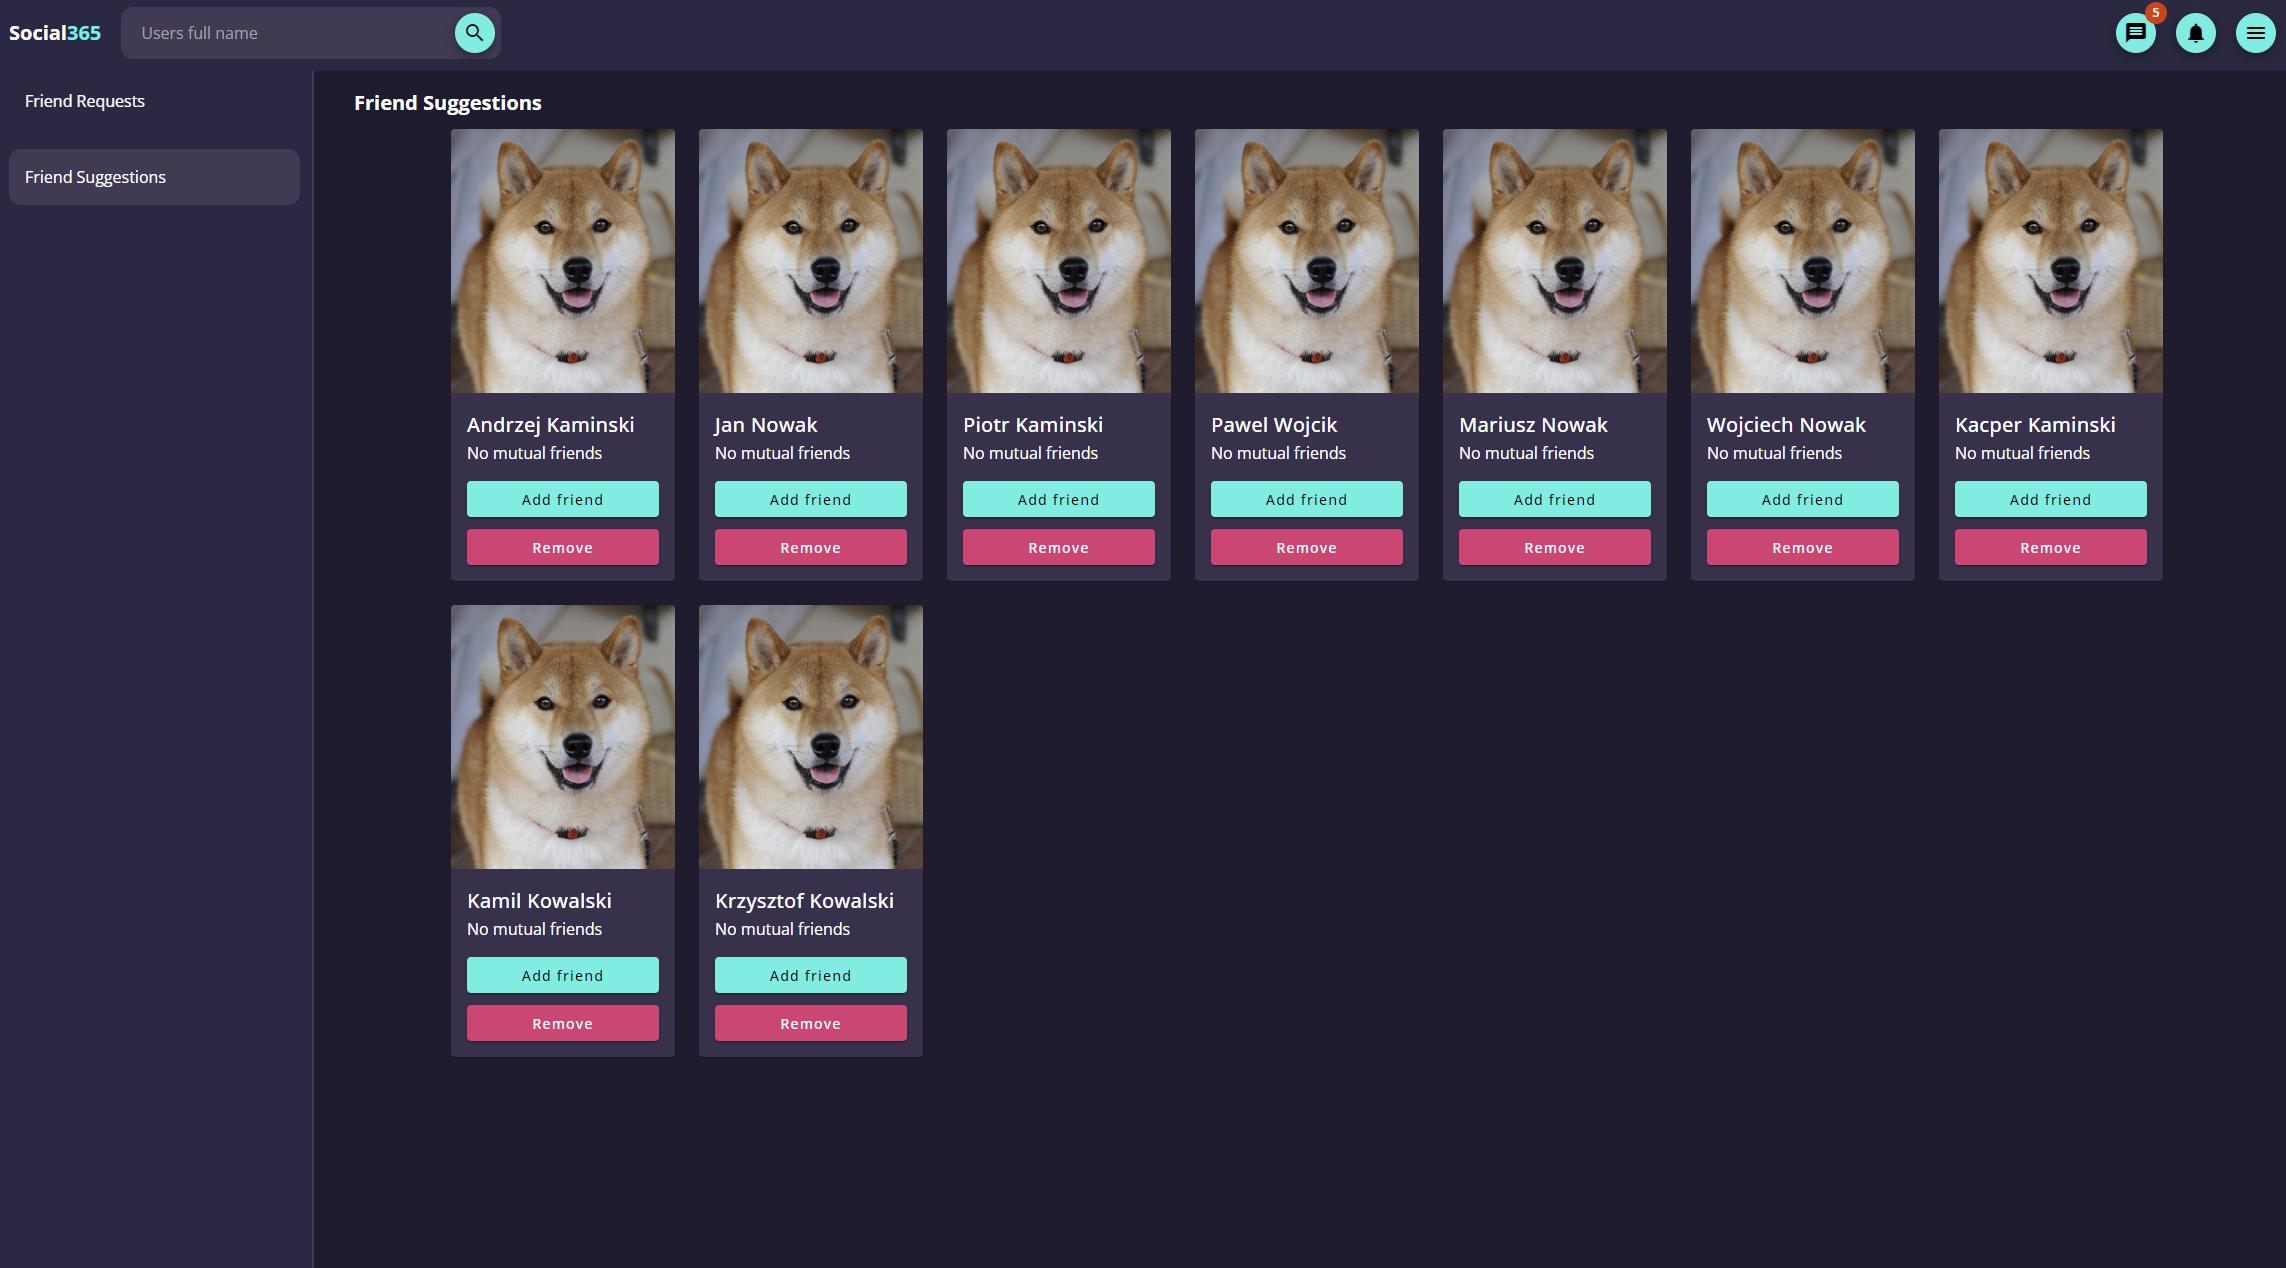 Social365
Users full name
5
Friend Requests
Friend Suggestions
Friend Suggestions
Andrzej Kaminski
No mutual friends
Add friend
Remove
Jan Nowak
No mutual friends
Add friend
Remove
Piotr Kaminski
No mutual friends
Add friend
Remove
Pawel Wojcik
No mutual friends
Add friend
Remove
Mariusz Nowak
No mutual friends
Add friend
Remove
Wojciech Nowak
No mutual friends
Add friend
Remove
Kacper Kaminski
No mutual friends
Add friend
Remove
Kamil Kowalski
No mutual friends
Add friend
Remove
Krzysztof Kowalski
No mutual friends
Add friend
Remove